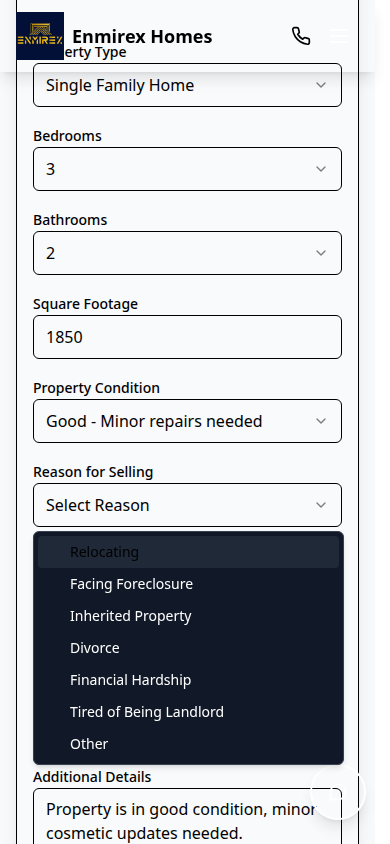 ENMIREX
Enmirex Homes
erty Type
Single Family Home
Bedrooms
3
Bathrooms
2
Square Footage
1850
Property Condition
Good - Minor repairs needed
Reason for Selling
Select Reason
Relocating
Facing Foreclosure
Inherited Property
Divorce
Financial Hardship
Tired of Being Landlord
Other
Additional Details
Property is in good condition, minor
cosmetic updates needed.